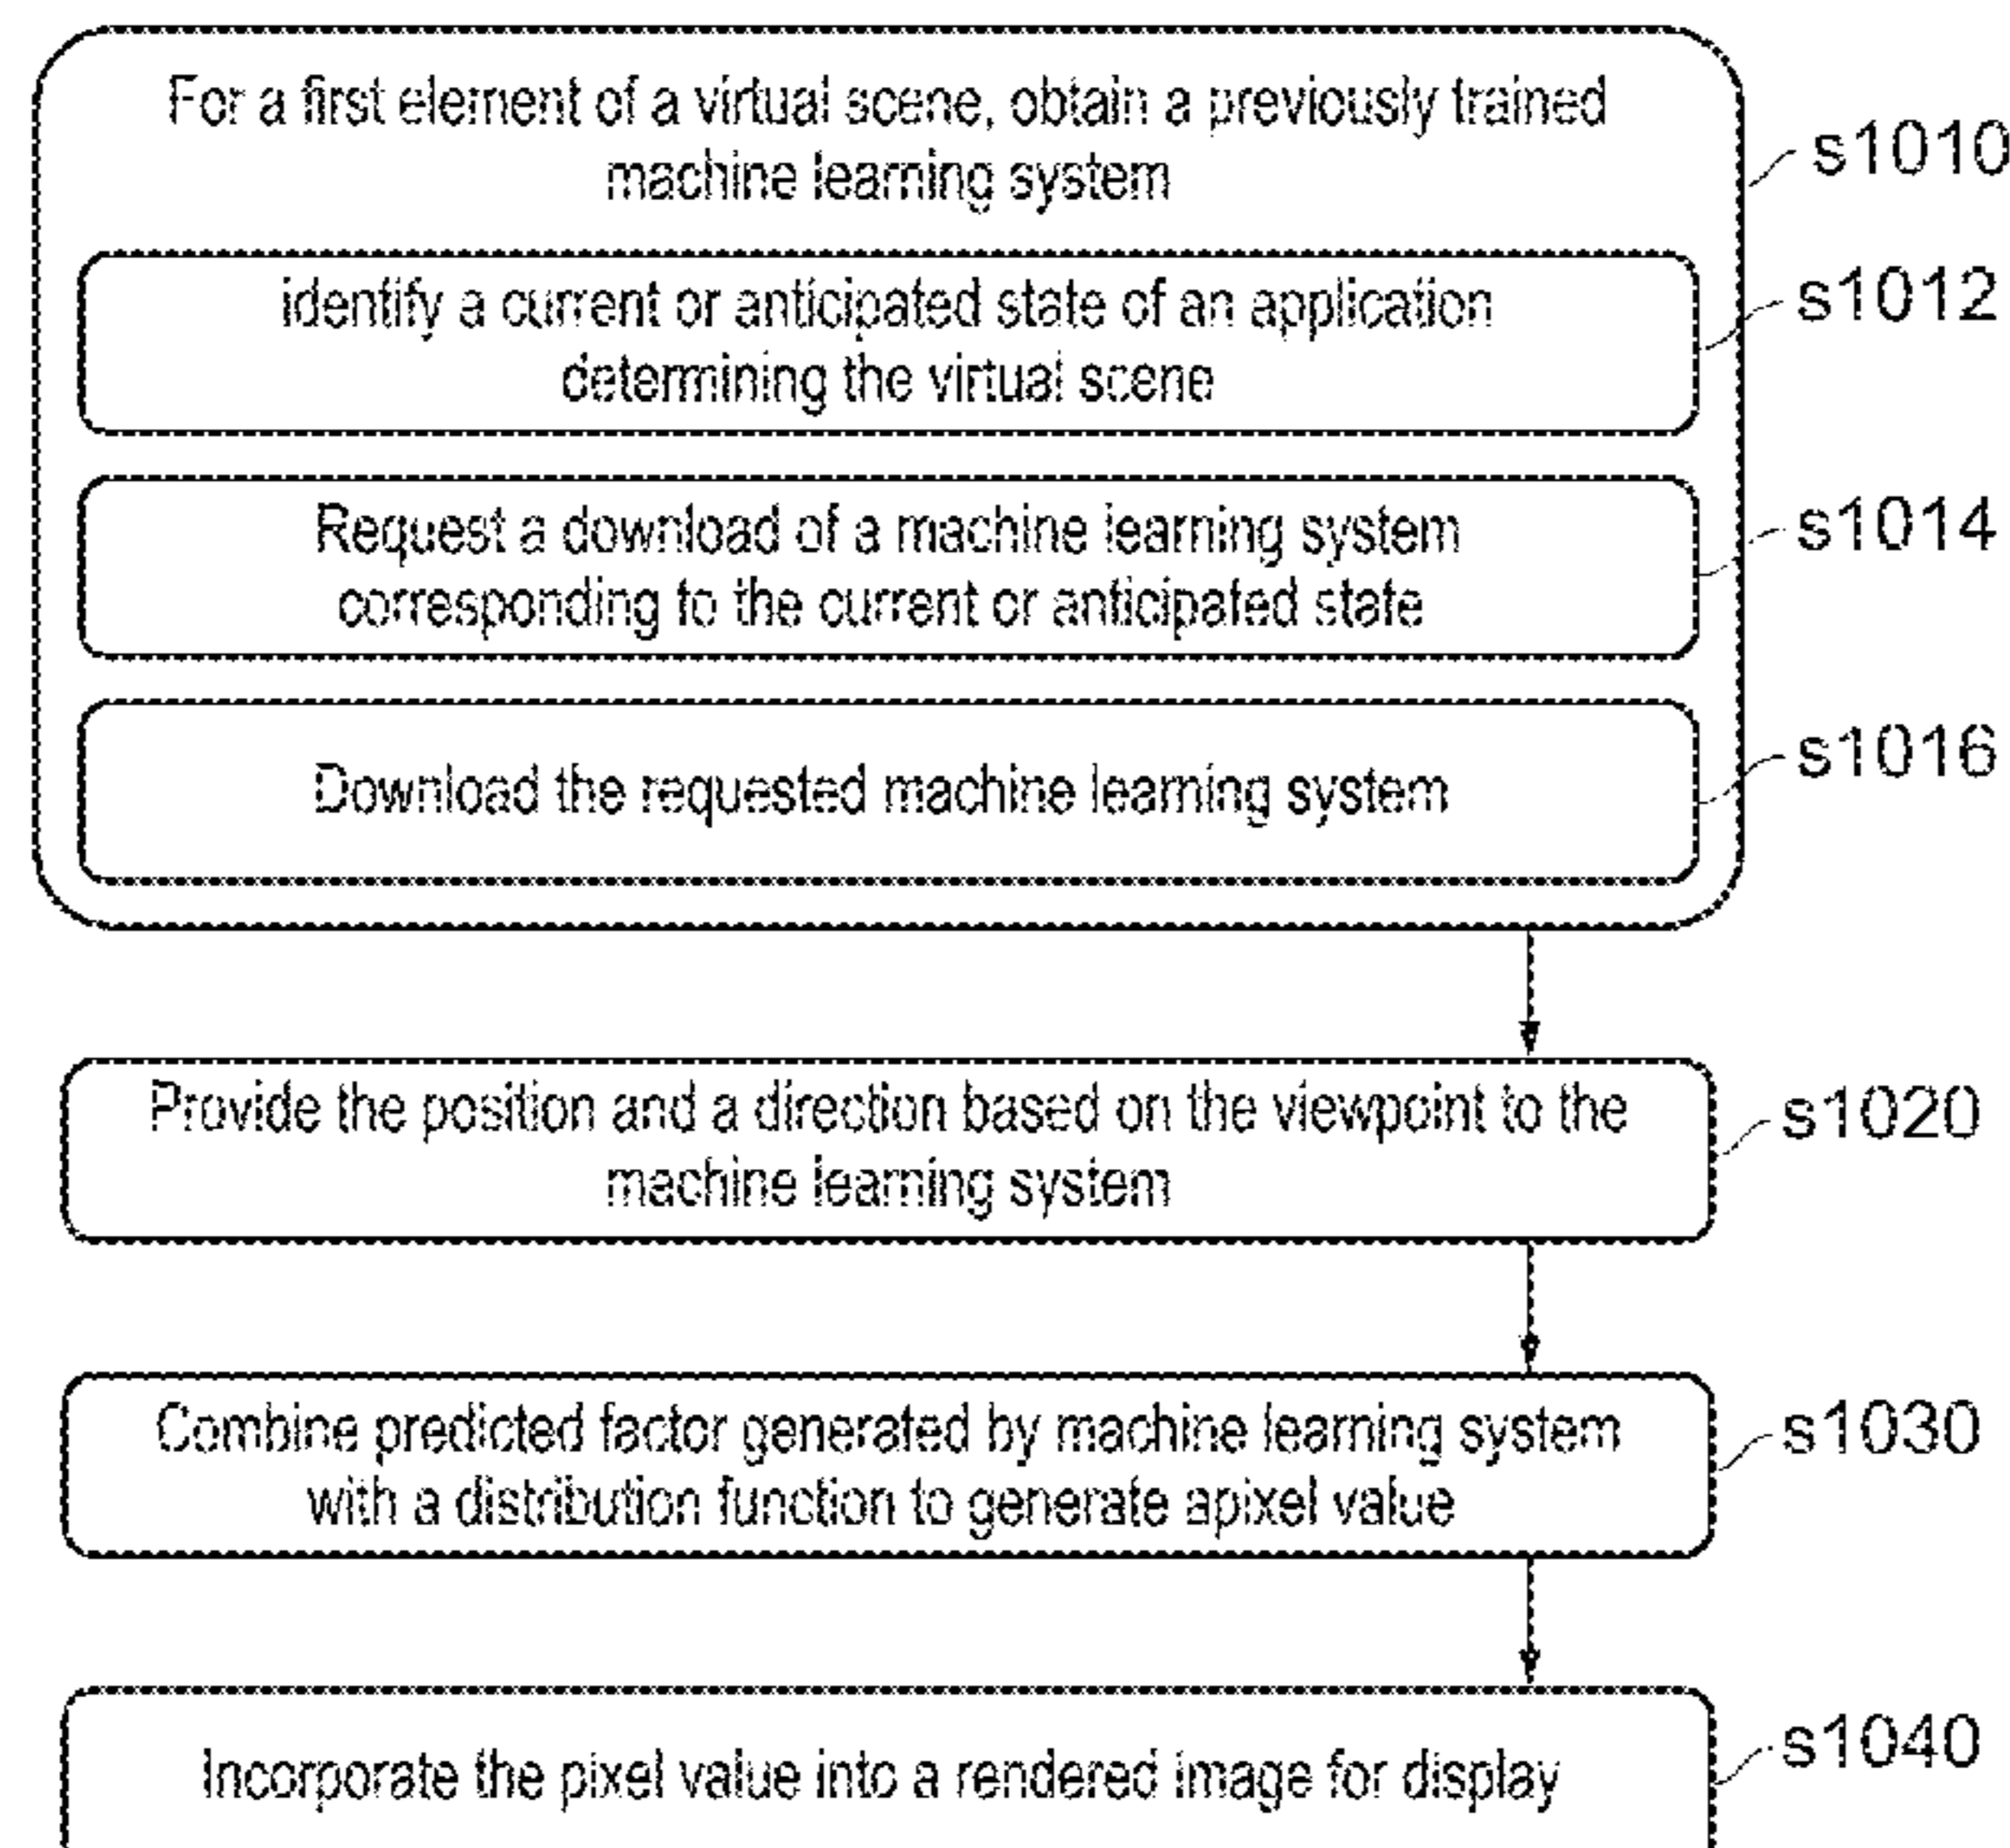 For a first element of a virtual scene, obtain a previously trained
machine learning system
s1010
identify a current or anticipated state of an application
determining the virtual scene
s1012
Request a download of a machine learning system
corresponding to the current or anticipated state
s1014
Download the requested machine learning system
s1016
Provide the position and a direction based on the viewpoint to the
machine learning system
s1020
Combine predicted factor generated by machine learning system
with a distribution function to generate apixel value
s1030
Incorporate the pixel value into a rendered image for display
s1040